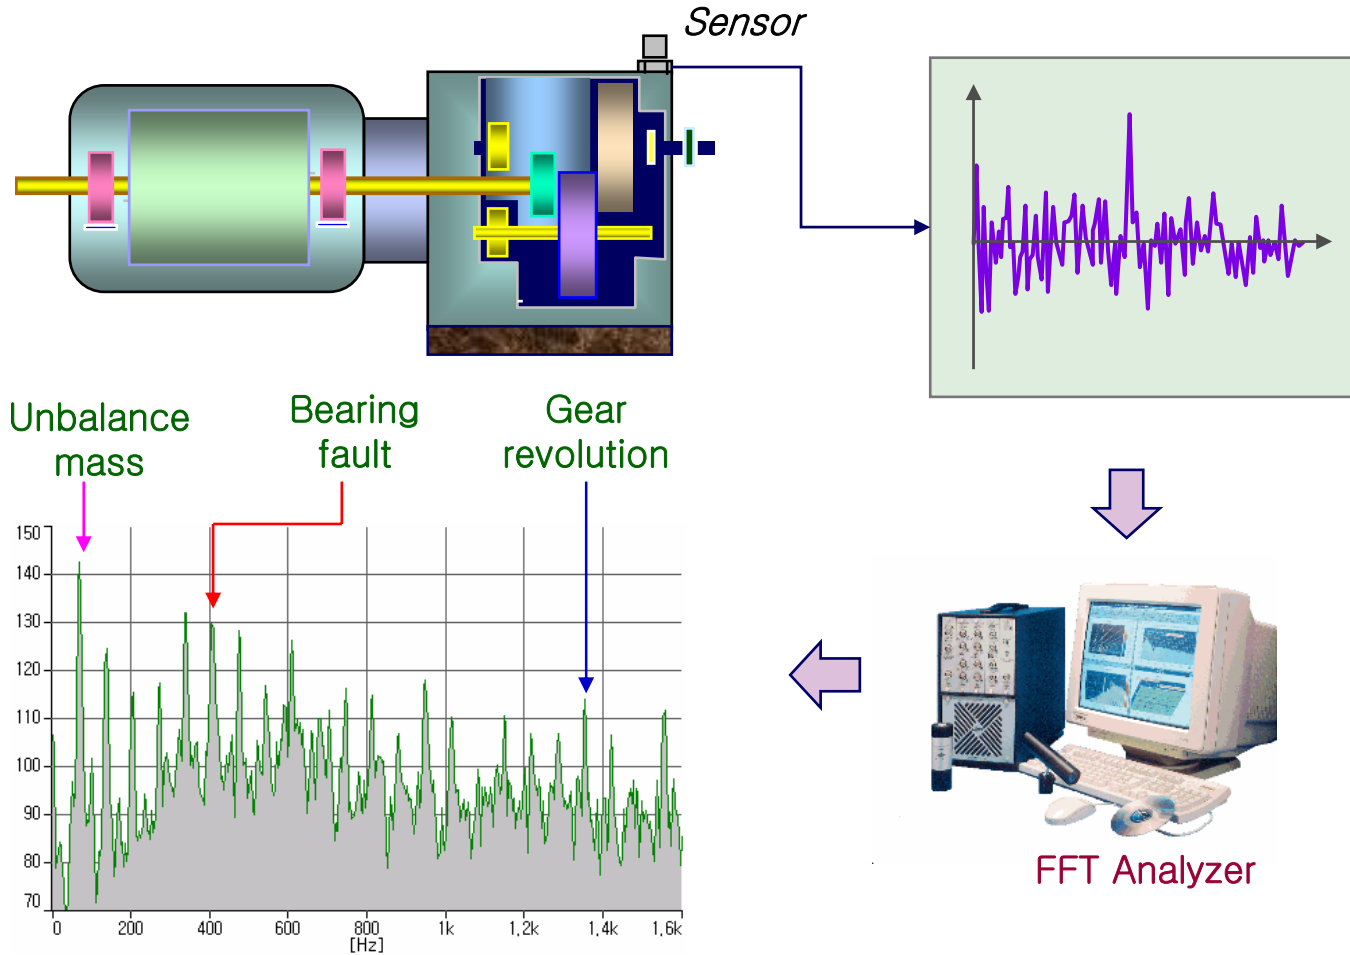 Sensor
Unbalance
mass
Bearing
fault
Gear
revolution
150
140
130
120
110
100
90
80
70
0
200
400
600
800
1k
1,2k
1,4k
1,6k
[Hz]
FFT Analyzer